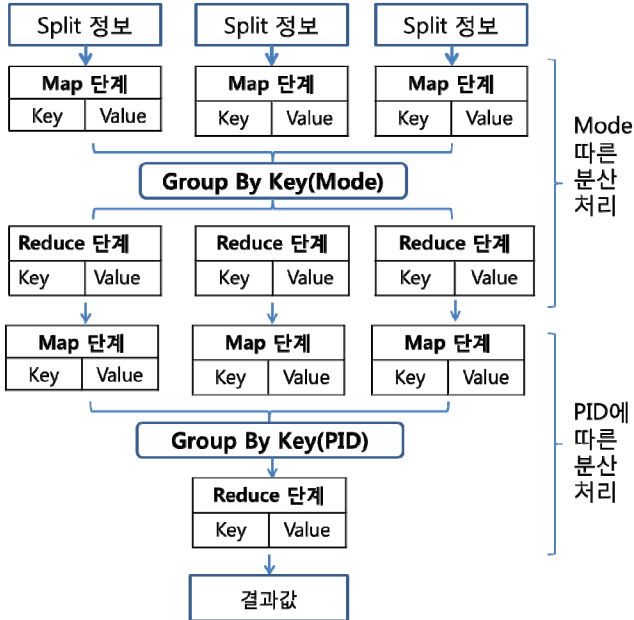 Split 정보 Split 정보 Split 정보
Map 단계 Map 단계 Map 단계
Key Value Key Value Key Value
Group By Key(Mode)
Reduce 단계 Reduce 단계 Reduce 단계
Key Value Key Value Key Value
Mode
따른
분산
처리
Map 단계 Map 단계 Map 단계
Key Value Key Value Key Value
Group By Key(PID)
Reduce 단계
Key Value
PID에
따른
분산
처리
결과값